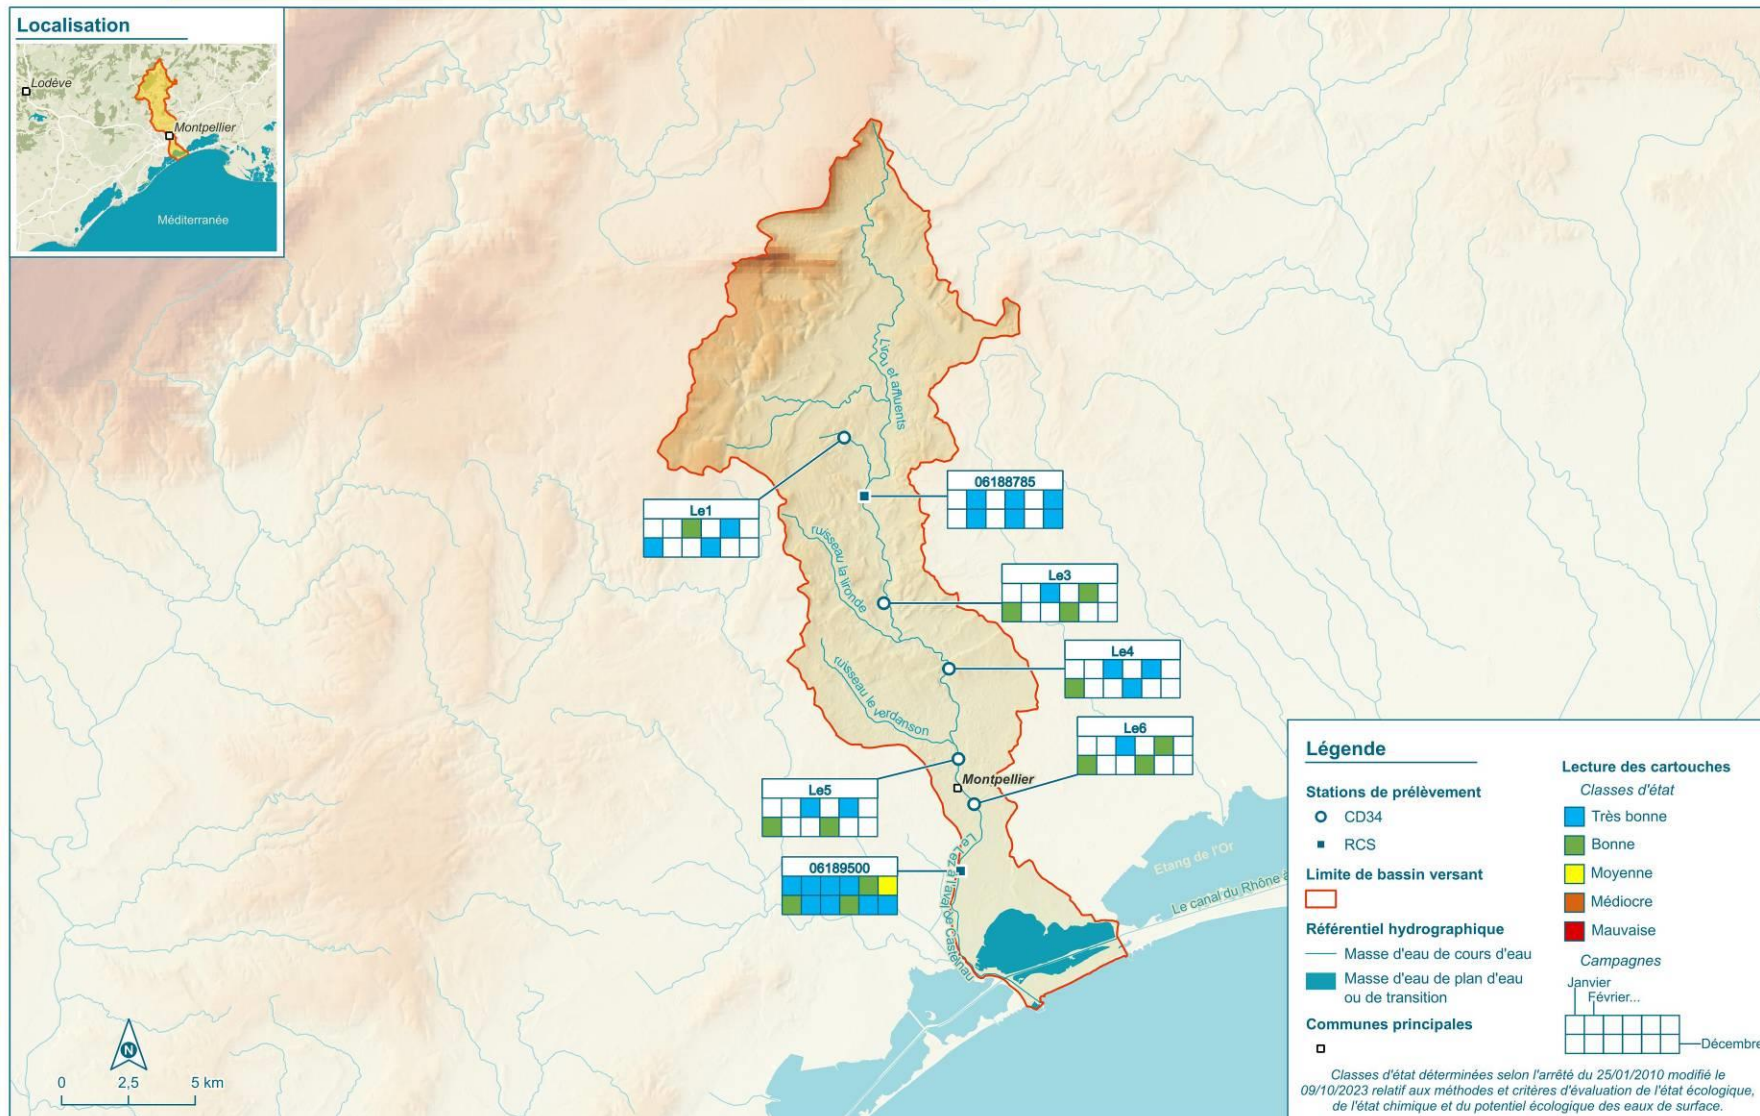 Localisation
Lodève
Montpellier
Méditerranée
Lirou et affluents
06188785
Le1
ruisseau la lironde
Le3
Le4
ruisseau le verdanson
Le6
Montpellier
Le5
06189500
Le Lez à l'aval de Castelnau
Etang de l'Or
Le canal du Rhône
0 2,5 5 km
N
Légende
Stations de prélèvement
CD34
RCS
Limite de bassin versant
Référentiel hydrographique
Masse d'eau de cours d'eau
Masse d'eau de plan d'eau
ou de transition
Communes principales
Lecture des cartouches
Classes d'état
Très bonne
Bonne
Moyenne
Médiocre
Mauvaise
Campagnes
Janvier
Février...
Décembre
Classes d'état déterminées selon l'arrêté du 25/01/2010 modifié le
09/10/2023 relatif aux méthodes et critères d'évaluation de l'état écologique,
de l'état chimique et du potentiel écologique des eaux de surface.